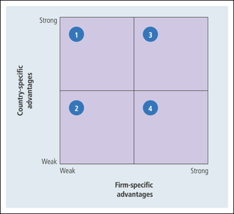 Strong
1
3
Country-specific
advantages
2
4
Weak
Weak
Strong
Firm-specific
advantages